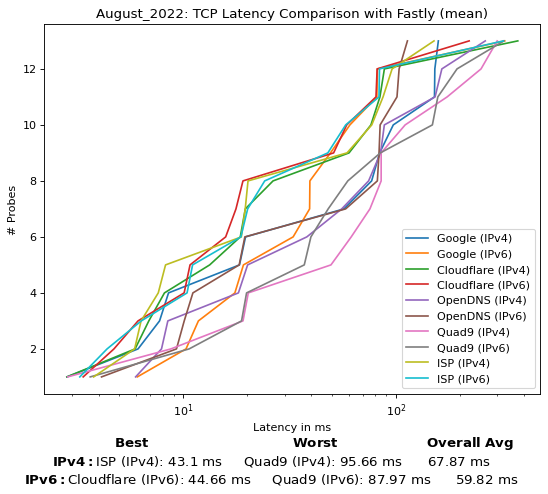 August_2022: TCP Latency Comparison with Fastly (mean)
# Probes
12
10
8
6
4
2
10¹
10²
Latency in ms
Google (IPv4)
Google (IPv6)
Cloudflare (IPv4)
Cloudflare (IPv6)
OpenDNS (IPv4)
OpenDNS (IPv6)
Quad9 (IPv4)
Quad9 (IPv6)
ISP (IPv4)
ISP (IPv6)
Best Worst Overall Avg
IPv4: ISP (IPv4): 43.1 ms Quad9 (IPv4): 95.66 ms 67.87 ms
IPv6: Cloudflare (IPv6): 44.66 ms Quad9 (IPv6): 87.97 ms 59.82 ms